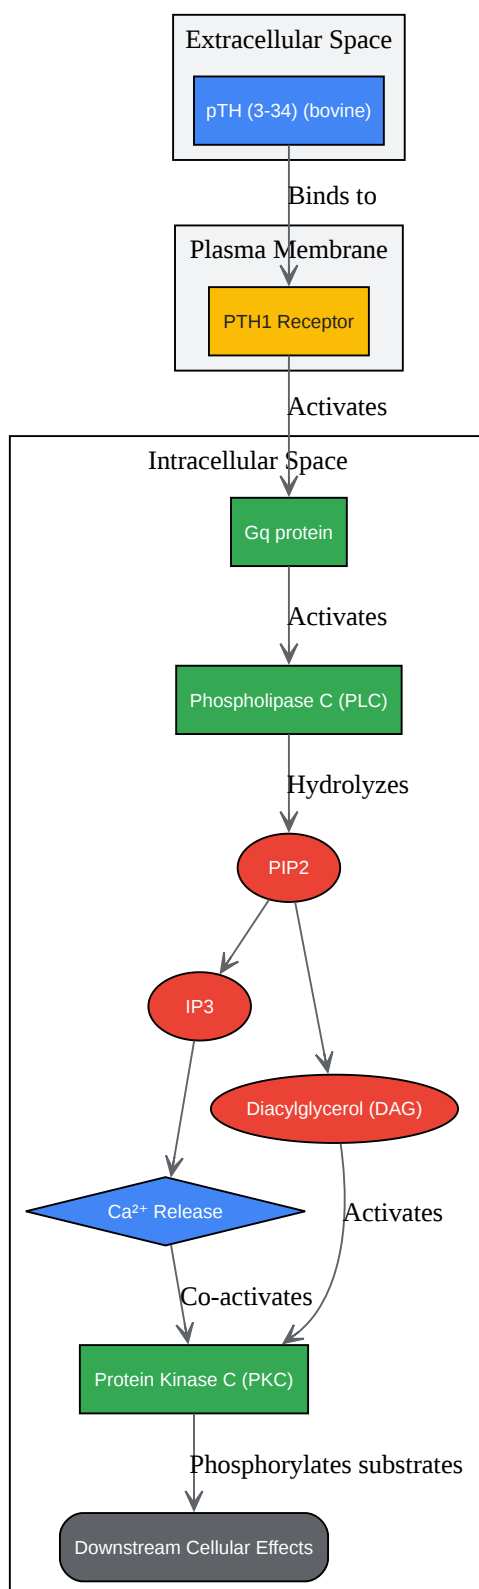 Extracellular Space
pTH (3-34) (bovine)
Binds to
Plasma Membrane
PTH1 Receptor
Activates
Intracellular Space
Gq protein
Activates
Phospholipase C (PLC)
Hydrolyzes
PIP2
IP3
Diacylglycerol (DAG)
Ca²⁺ Release
Activates
Co-activates
Protein Kinase C (PKC)
Phosphorylates substrates
Downstream Cellular Effects